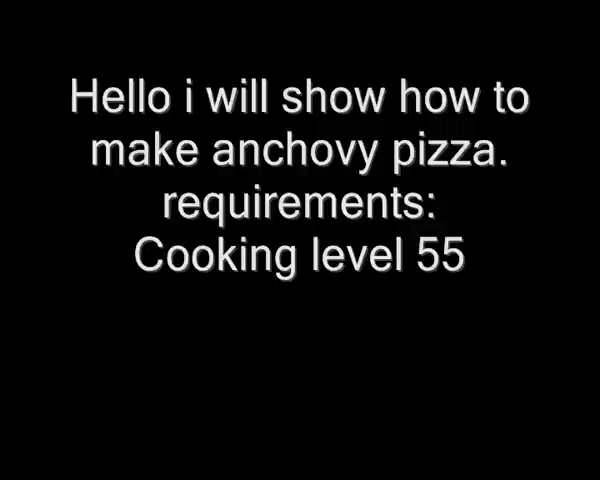 Hello i will show how to
make anchovy pizza.
requirements:
Cooking level 55